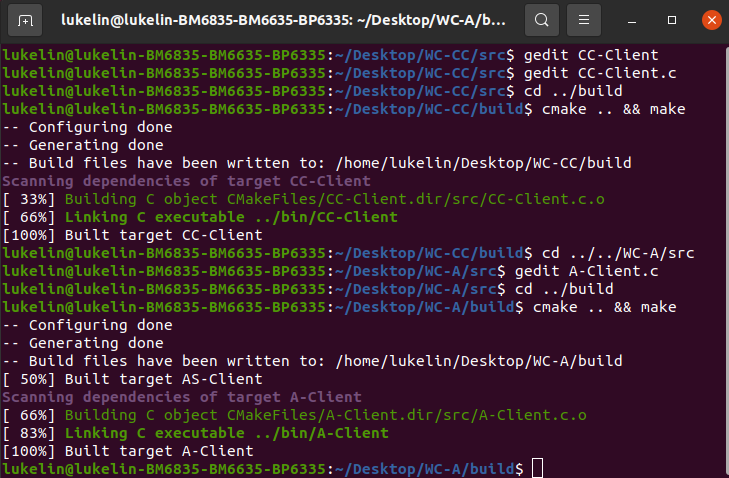 lukelin@lukelin-BM6835-BM6635-BP6335: ~/Desktop/WC-A/b...
lukelin@lukelin-BM6835-BM6635-BP6335:~/Desktop/WC-CC/src$ gedit CC-Client
lukelin@lukelin-BM6835-BM6635-BP6335:~/Desktop/WC-CC/src$ gedit CC-Client.c
lukelin@lukelin-BM6835-BM6635-BP6335:~/Desktop/WC-CC/src$ cd ../build
lukelin@lukelin-BM6835-BM6635-BP6335:~/Desktop/WC-CC/build$ cmake .. && make
-- Configuring done
-- Generating done
-- Build files have been written to: /home/lukelin/Desktop/WC-CC/build
Scanning dependencies of target CC-Client
[ 33%] Building C object CMakeFiles/CC-Client.dir/src/CC-Client.c.o
[ 66%] Linking C executable ../bin/CC-Client
[100%] Built target CC-Client
lukelin@lukelin-BM6835-BM6635-BP6335:~/Desktop/WC-CC/build$ cd ../../WC-A/src
lukelin@lukelin-BM6835-BM6635-BP6335:~/Desktop/WC-A/src$ gedit A-Client.c
lukelin@lukelin-BM6835-BM6635-BP6335:~/Desktop/WC-A/src$ cd ../build
lukelin@lukelin-BM6835-BM6635-BP6335:~/Desktop/WC-A/build$ cmake .. && make
-- Configuring done
-- Generating done
-- Build files have been written to: /home/lukelin/Desktop/WC-A/build
[ 50%] Built target AS-Client
Scanning dependencies of target A-Client
[ 66%] Building C object CMakeFiles/A-Client.dir/src/A-Client.c.o
[ 83%] Linking C executable ../bin/A-Client
[100%] Built target A-Client
lukelin@lukelin-BM6835-BM6635-BP6335:~/Desktop/WC-A/build$